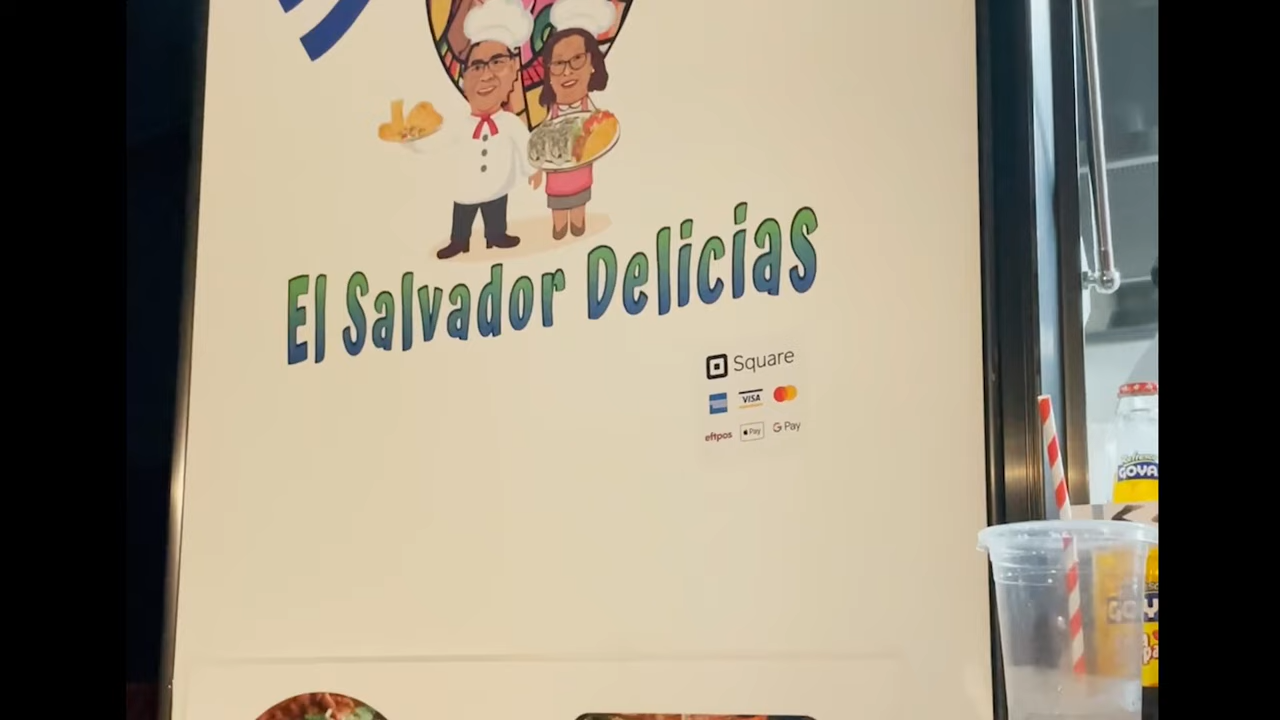 El Salvador Delicias
Square
VISA
eftpos Pay G Pay
GOYA